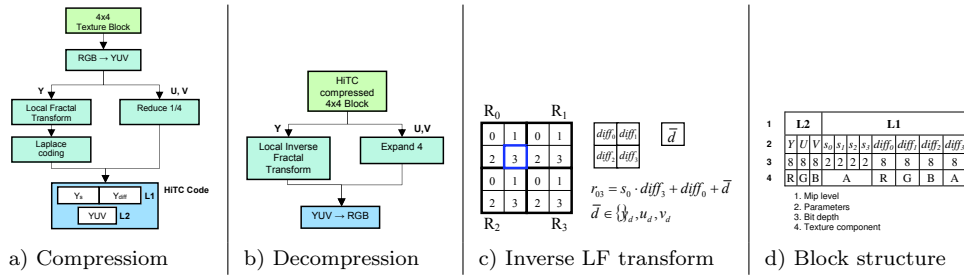 4x4
Texture Block
RGB → YUV
Y
U, V
Local Fractal
Transform
Reduce 1/4
Laplace
coding
HiTC Code
Ys Ydiff L1
YUV L2
a) Compressiom
HiTC
compressed
4x4 Block
Y
U,V
Local Inverse
Fractal
Transform
Expand 4
YUV → RGB
b) Decompression
R0 R1
0 1 0 1
2 3 2 3
0 1 0 1
2 3 2 3
R2 R3
diff0 diff1
diff2 diff3
d̄
r03 = s0 · diff3 + diff0 + d̄
d̄ ∈ {}yd, ud, vd
c) Inverse LF transform
1 L2 L1
2 Y U V s0 s1 s2 s3 diff0 diff1 diff2 diff3
3 8 8 8 2 2 2 2 8 8 8 8
4 R G B A R G B A
1. Mip level
2. Parameters
3. Bit depth
4. Texture component
d) Block structure